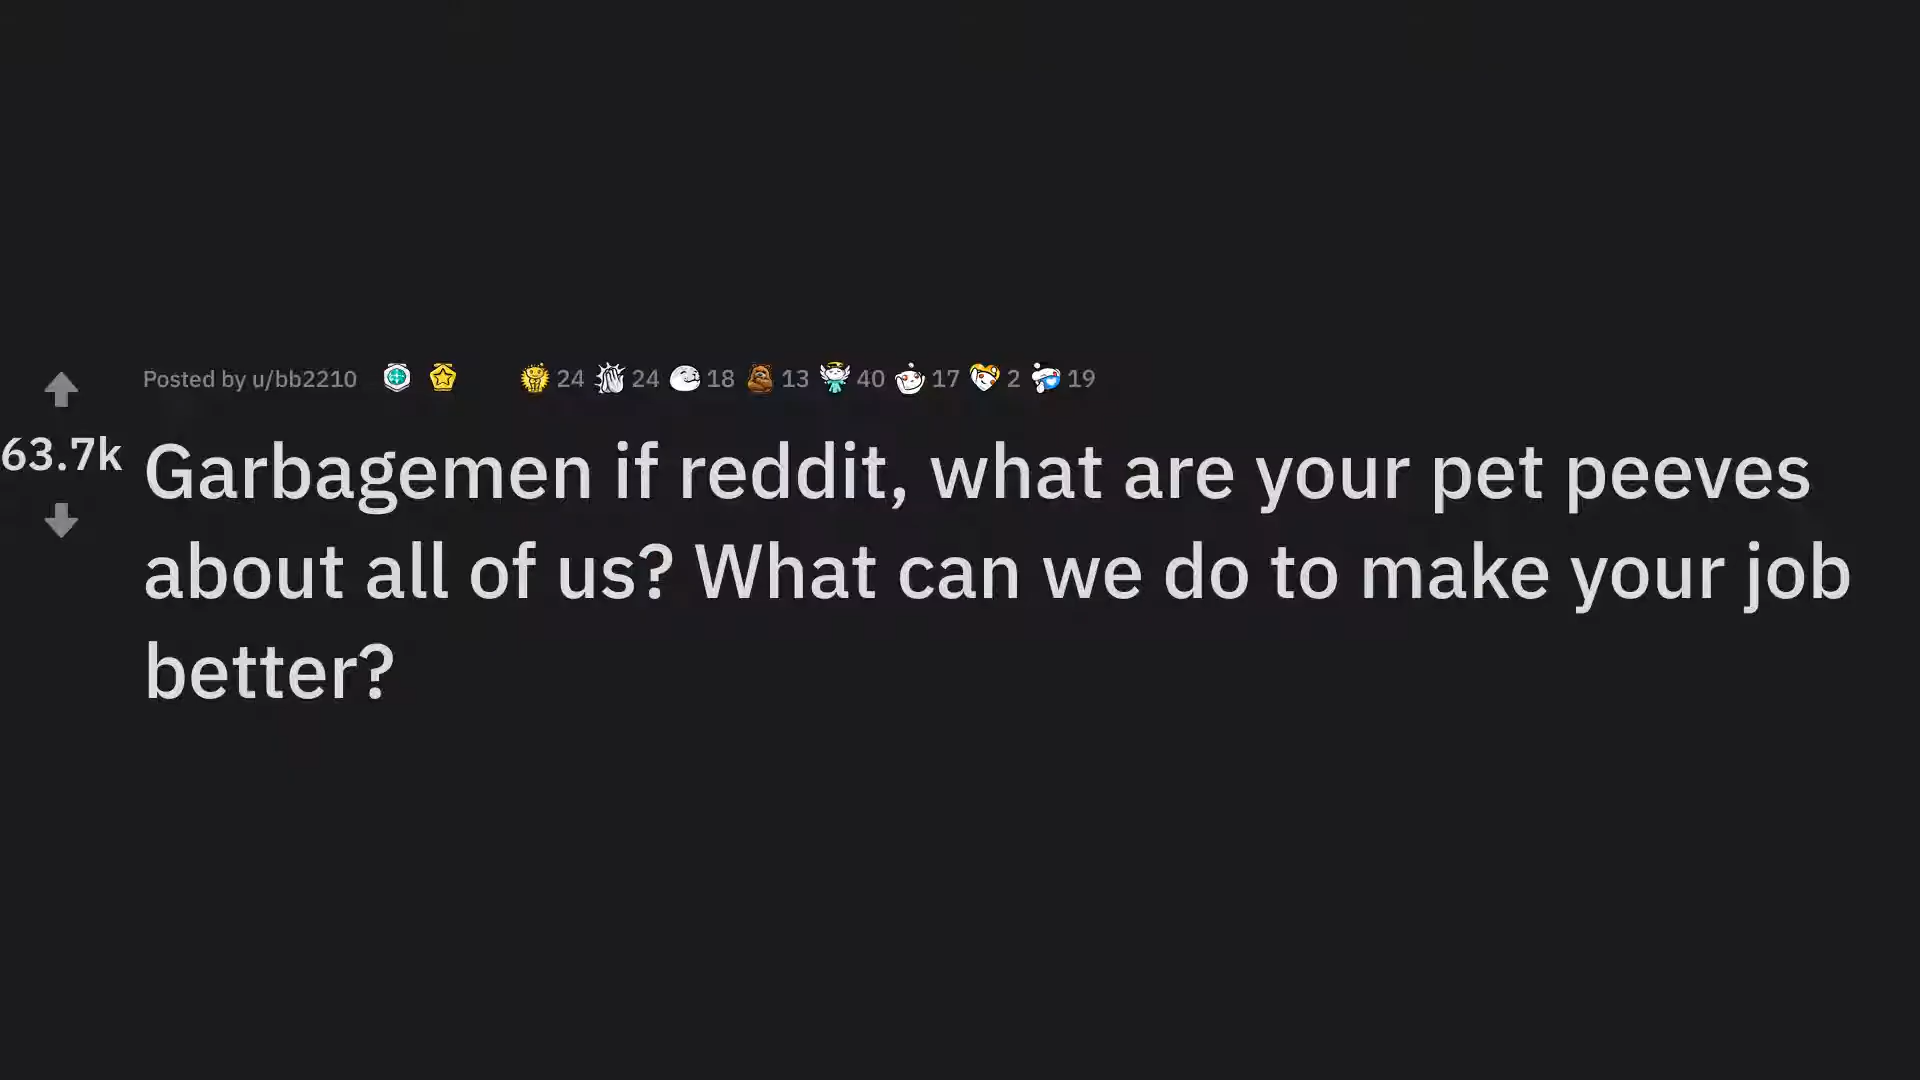 Posted by u/bb2210 24 24 18 13 40 17 2 19
63.7k
Garbagemen if reddit, what are your pet peeves
about all of us? What can we do to make your job
better?